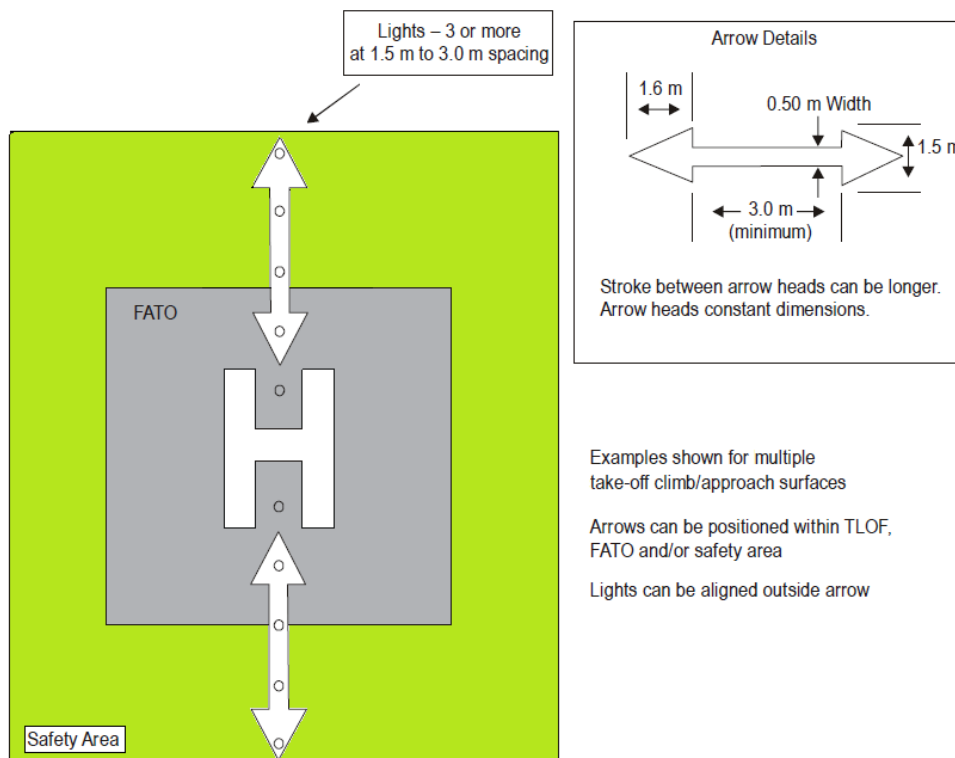 Lights – 3 or more
at 1.5 m to 3.0 m spacing
Arrow Details
1.6 m
0.50 m Width
1.5 m
3.0 m
(minimum)
Stroke between arrow heads can be longer.
Arrow heads constant dimensions.
FATO
H
Examples shown for multiple
take-off climb/approach surfaces
Arrows can be positioned within TLOF,
FATO and/or safety area
Lights can be aligned outside arrow
Safety Area